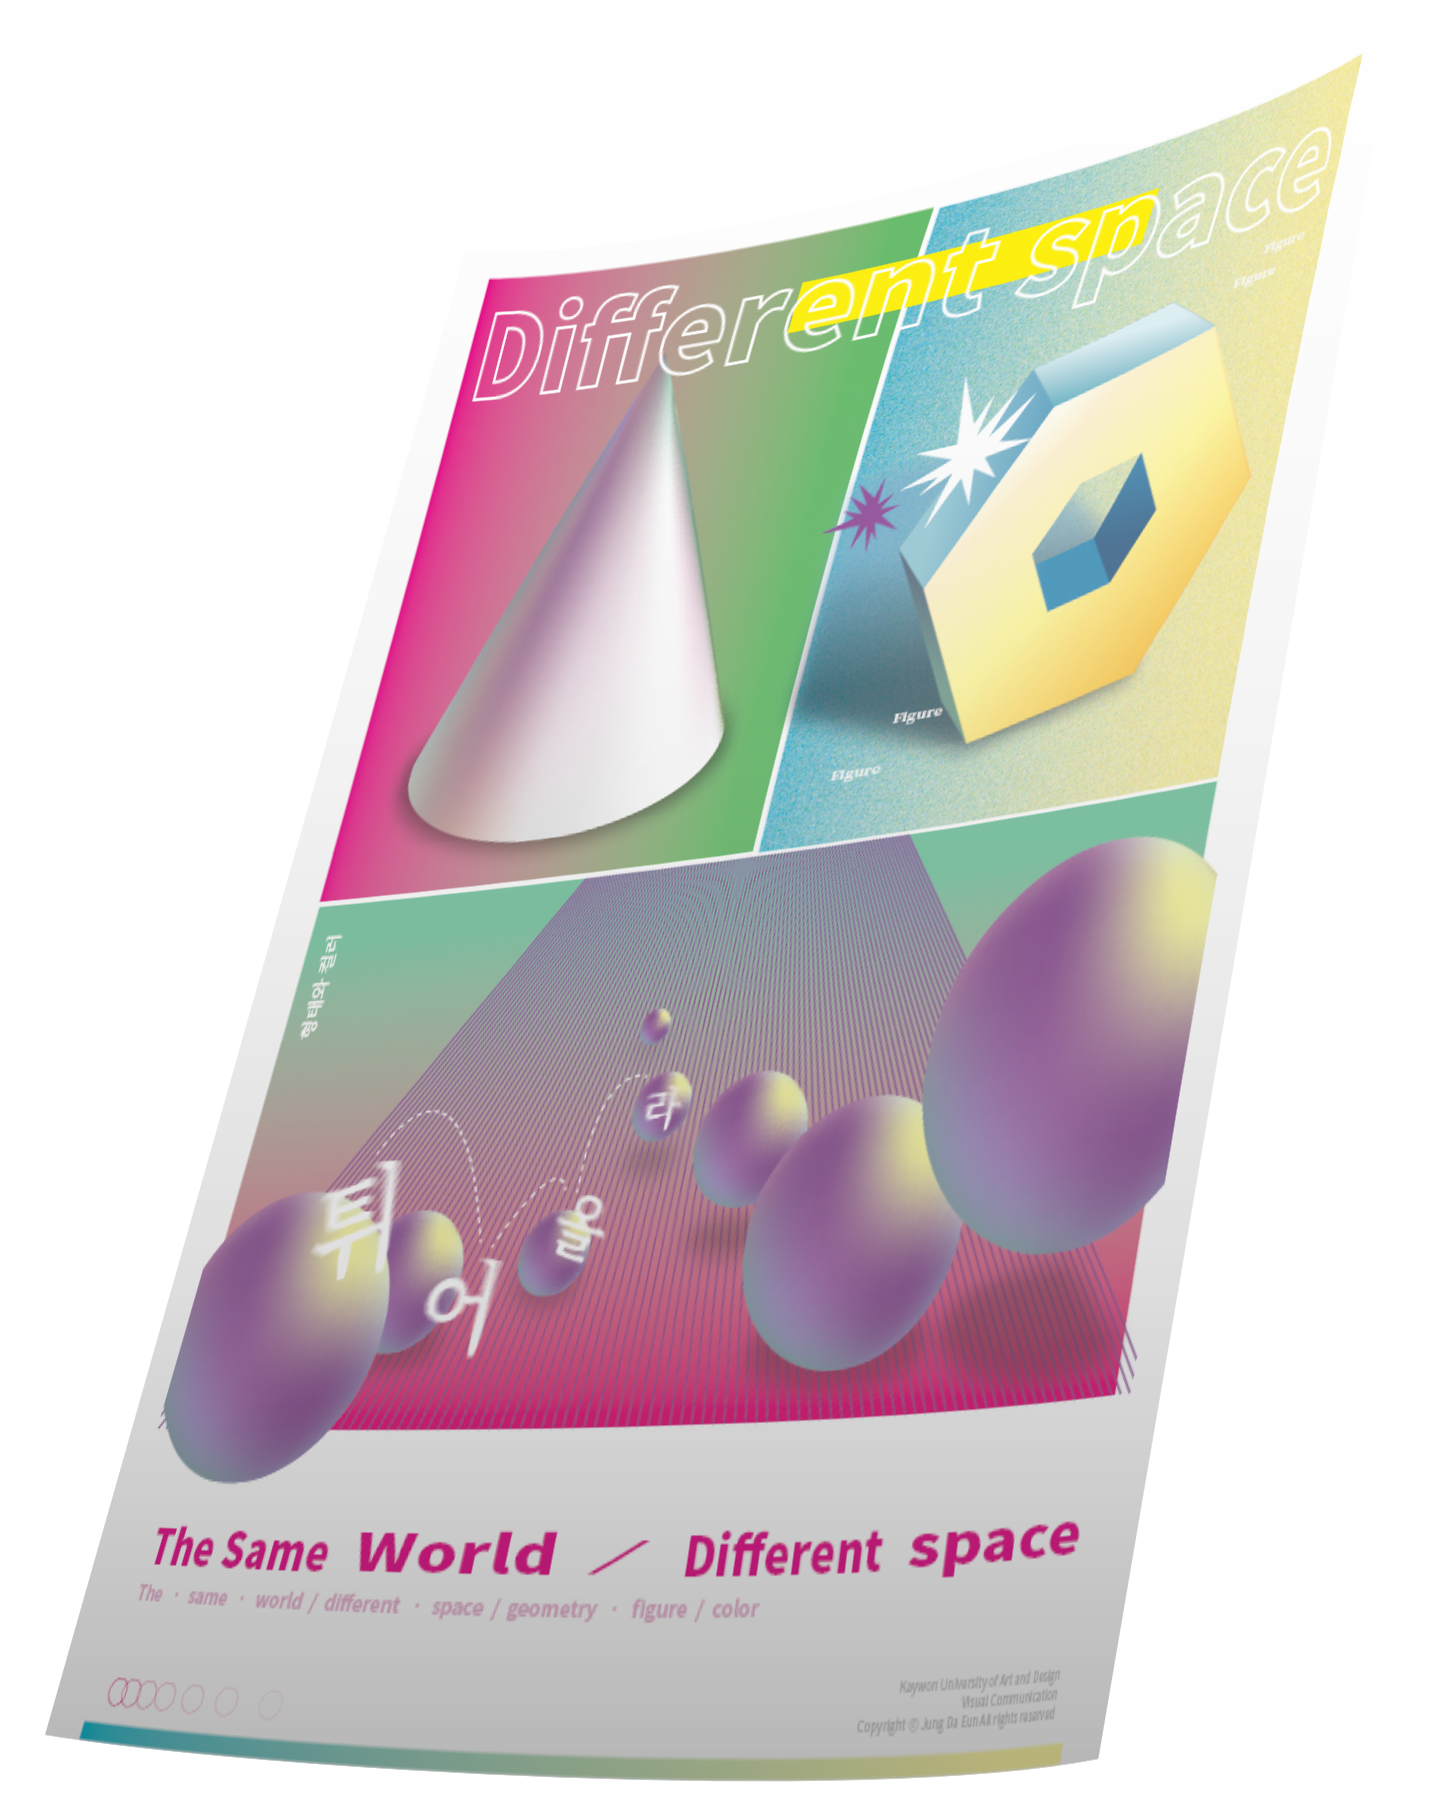 Different space
Figure
Figure
Figure
Figure
형태와 컬러
튀
어
올
라
The Same World / Different space
The · same · world / different · space / geometry · figure / color
Kaywon University of Art and Design
Visual Communication
Copyright © Jung Da Eun All rights reserved